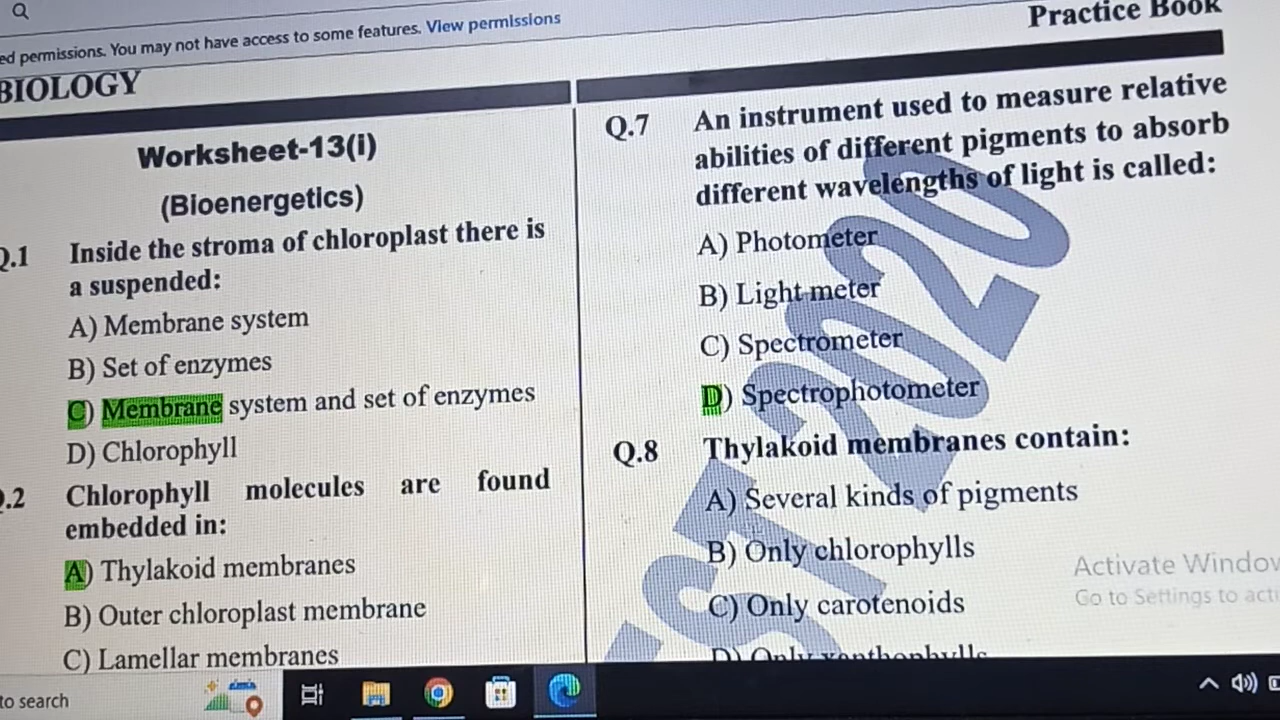 ed permissions. You may not have access to some features. View permissions
Practice Book
BIOLOGY
Worksheet-13(i)
(Bioenergetics)
Q.1 Inside the stroma of chloroplast there is
a suspended:
A) Membrane system
B) Set of enzymes
C) Membrane system and set of enzymes
D) Chlorophyll
.2 Chlorophyll molecules are found
embedded in:
A) Thylakoid membranes
B) Outer chloroplast membrane
C) Lamellar membranes
Q.7 An instrument used to measure relative
abilities of different pigments to absorb
different wavelengths of light is called:
A) Photometer
B) Light meter
C) Spectrometer
D) Spectrophotometer
Q.8 Thylakoid membranes contain:
A) Several kinds of pigments
B) Only chlorophylls
C) Only carotenoids
D) Only xanthophylls
ST 2020
Activate Window
Go to Settings to acti
to search